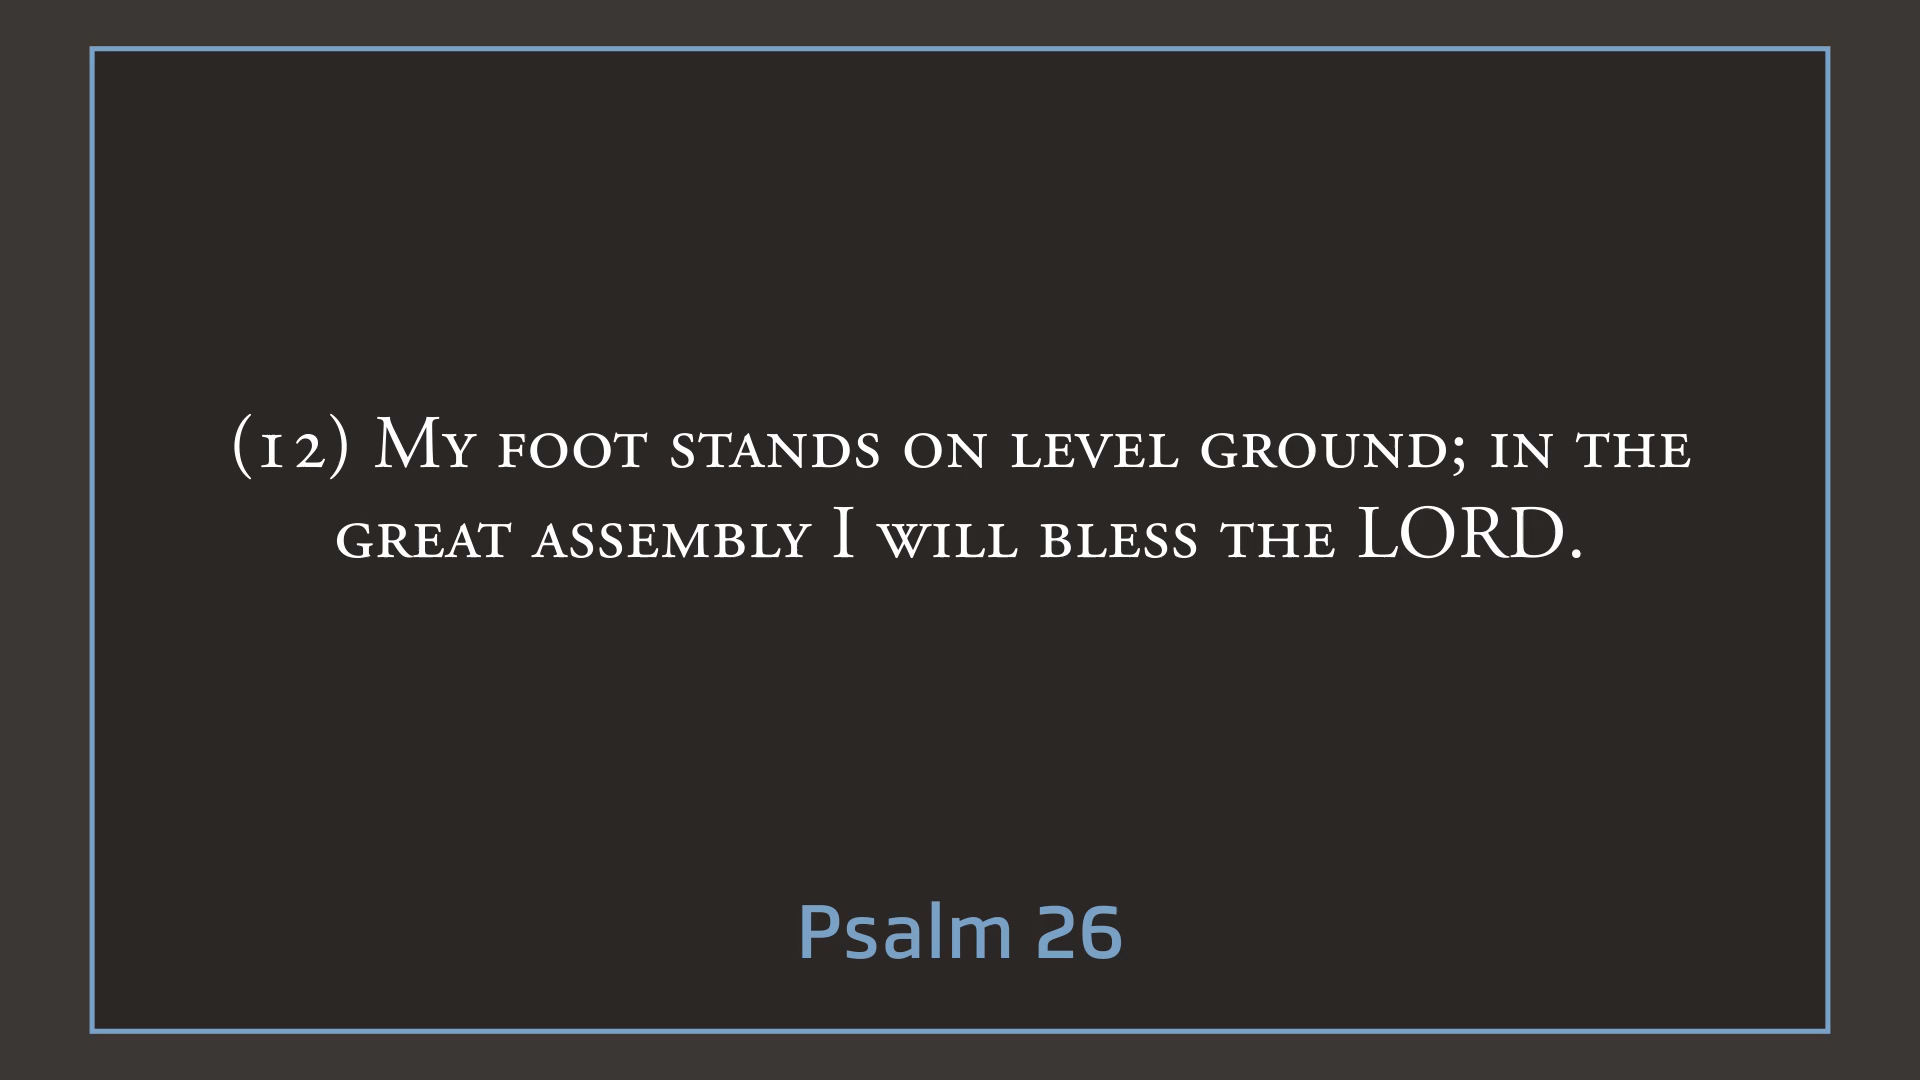 (12) My foot stands on level ground; in the
great assembly I will bless the LORD.
Psalm 26